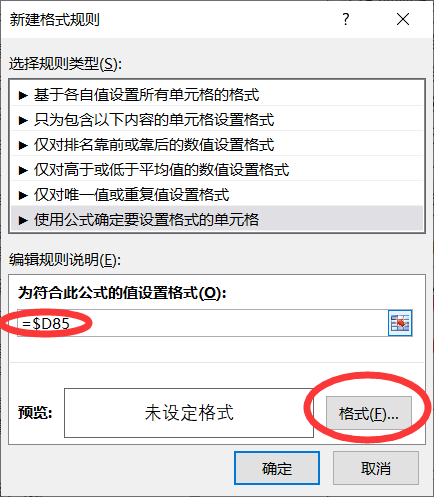 新建格式规则
选择规则类型(S):
► 基于各自值设置所有单元格的格式
► 只为包含以下内容的单元格设置格式
► 仅对排名靠前或靠后的数值设置格式
► 仅对高于或低于平均值的数值设置格式
► 仅对唯一值或重复值设置格式
► 使用公式确定要设置格式的单元格
编辑规则说明(E):
为符合此公式的值设置格式(O):
=$D85
预览: 未设定格式 格式(F)...
确定 取消